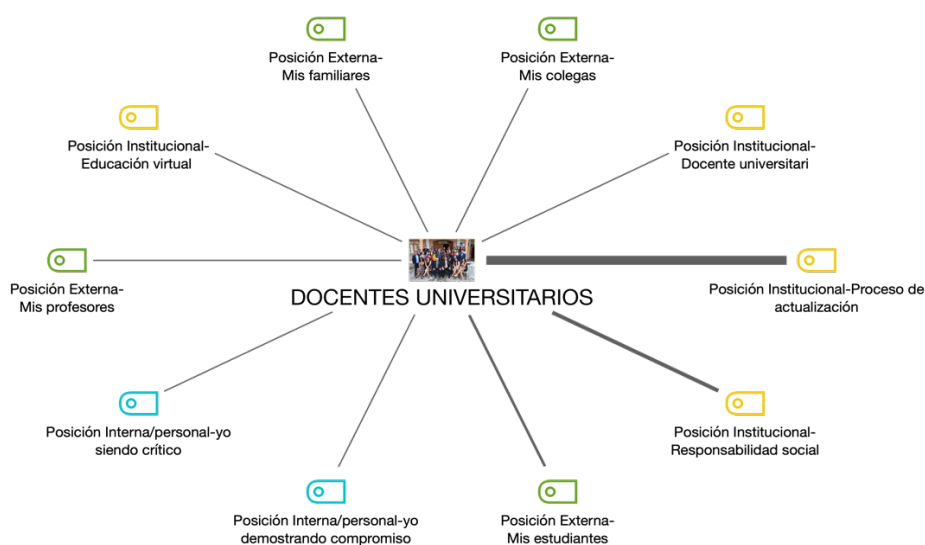 Posición Externa-
Mis familiares
Posición Externa-
Mis colegas
Posición Institucional-
Educación virtual
Posición Institucional-
Docente universitari
Posición Externa-
Mis profesores
DOCENTES UNIVERSITARIOS
Posición Institucional-Proceso de
actualización
Posición Interna/personal-yo
siendo crítico
Posición Institucional-
Responsabilidad social
Posición Interna/personal-yo
demostrando compromiso
Posición Externa-
Mis estudiantes